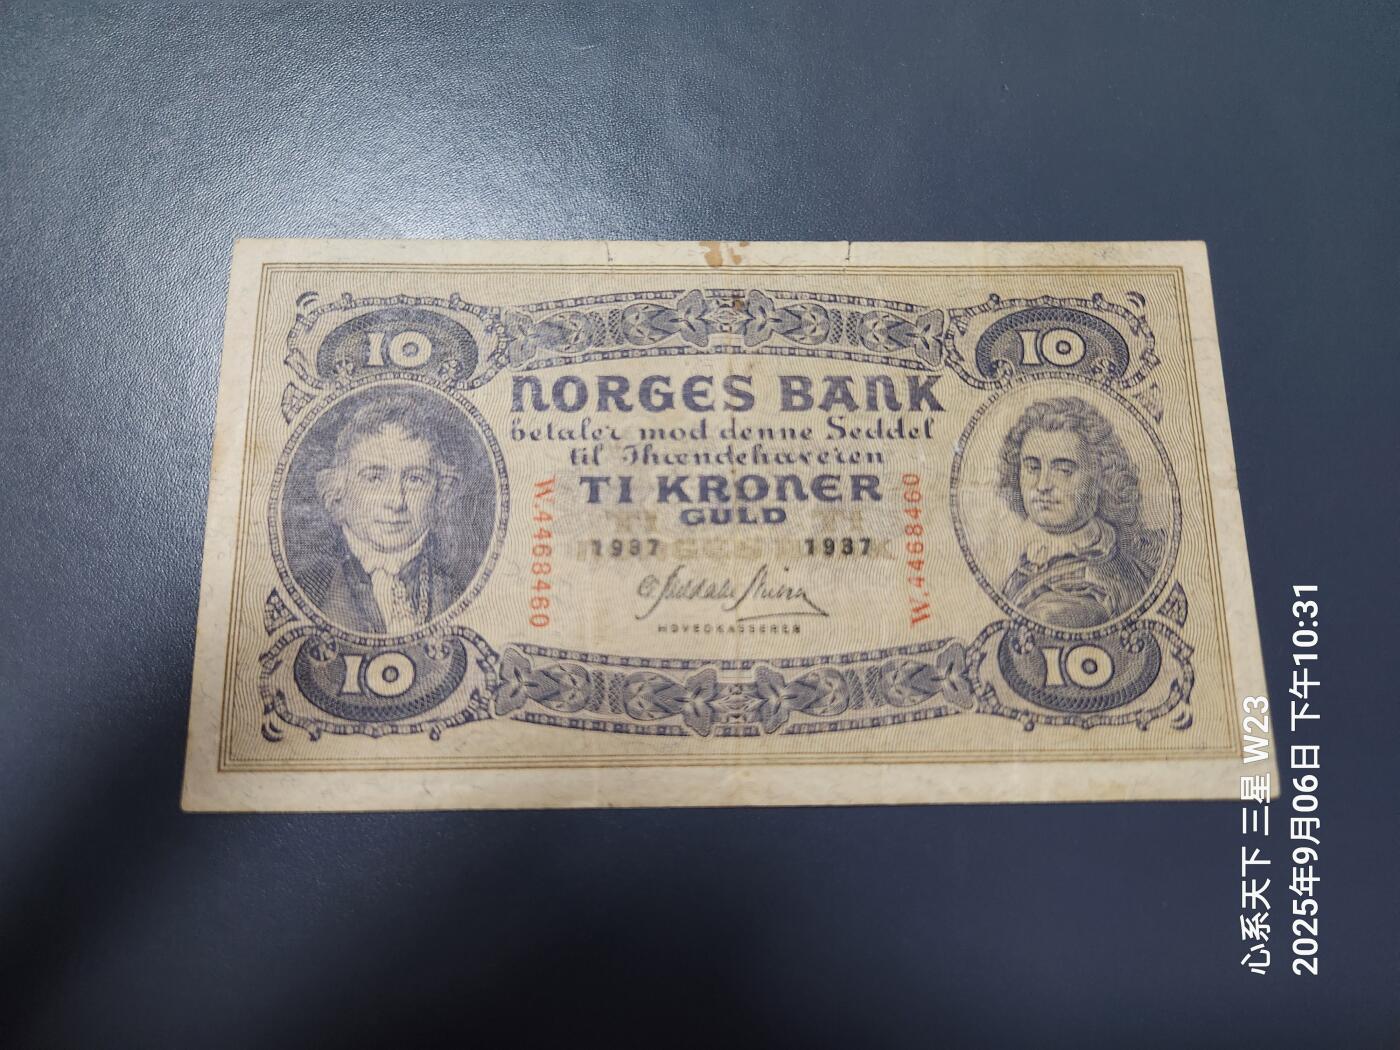 10 10
NORGES BANK
betaler mod denne Seddel
til Ihændehaveren
TI KRONER
GULD
TI TI
1937 1937
W.4468460 W.4468460
HOVEDKASSERER
10 10
心系天下 三星 W23
2025年9月06日 下午10:31